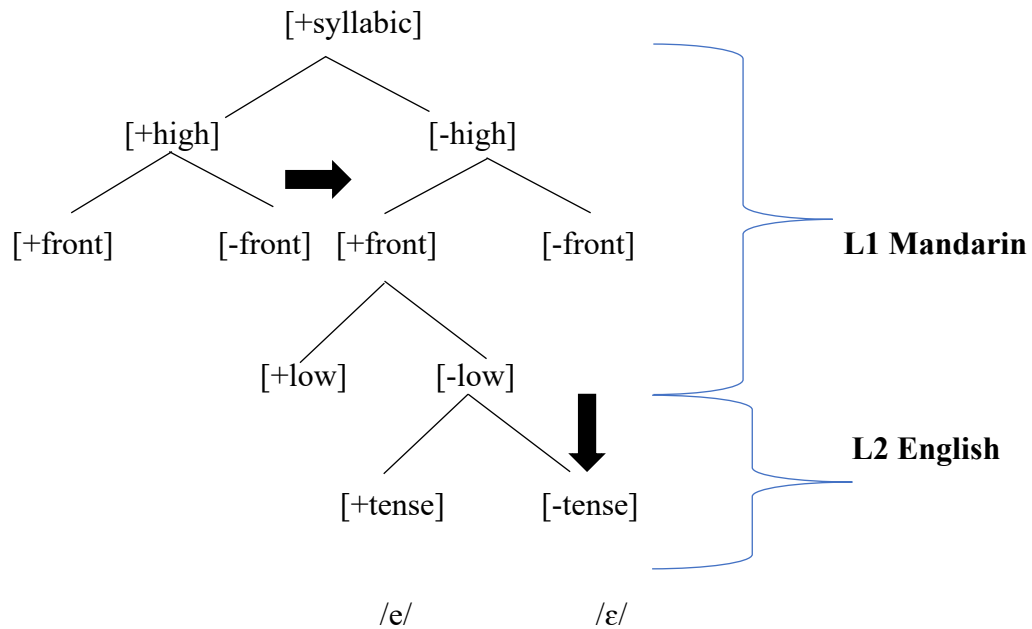 [+syllabic]
[+high] [-high]
[+front] [-front] [+front] [-front]
L1 Mandarin
[+low] [-low]
L2 English
[+tense] [-tense]
/e/ /ɛ/